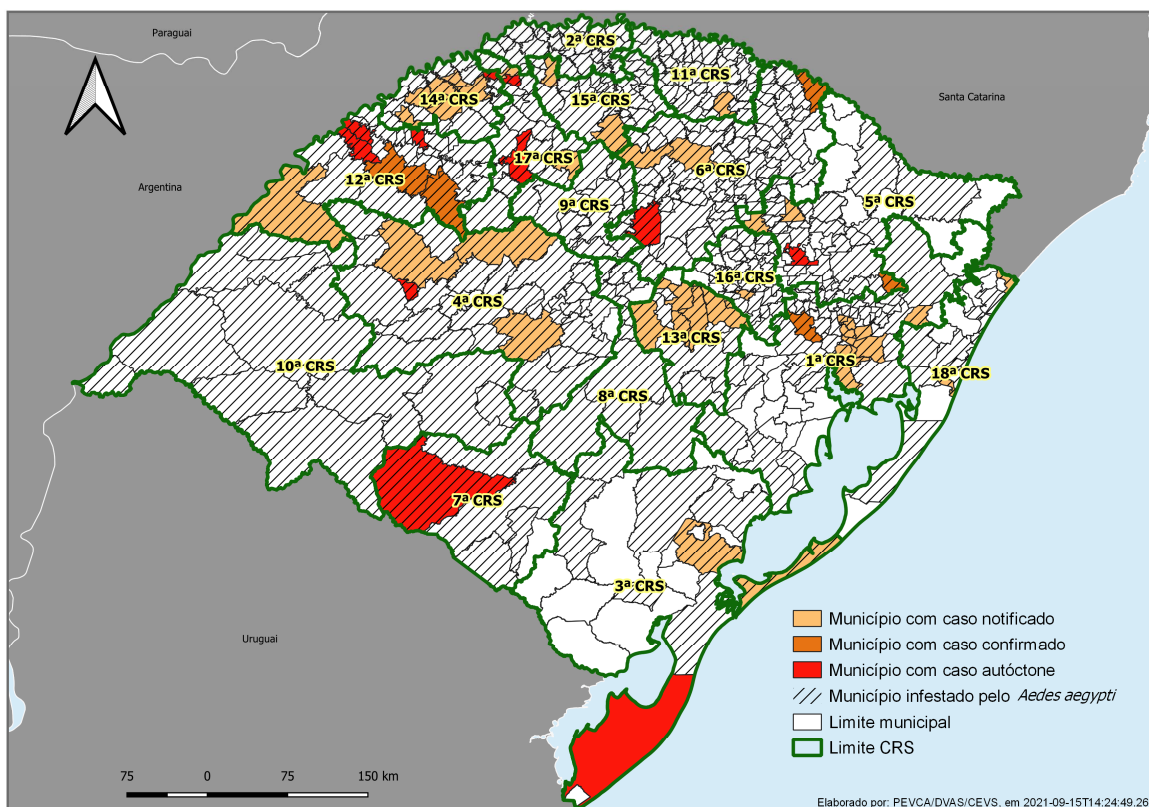 Paraguai
2ª CRS
11ª CRS
14ª CRS
15ª CRS
Santa Catarina
17ª CRS
6ª CRS
12ª CRS
Argentina
9ª CRS
5ª CRS
16ª CRS
4ª CRS
13ª CRS
1ª CRS
10ª CRS
18ª CRS
8ª CRS
7ª CRS
3ª CRS
Uruguai
Município com caso notificado
Município com caso confirmado
Município com caso autóctone
Município infestado pelo Aedes aegypti
Limite municipal
Limite CRS
75 0 75 150 km
Elaborado por: PEVCA/DVAS/CEVS, em 2021-09-15T14:24:49,26